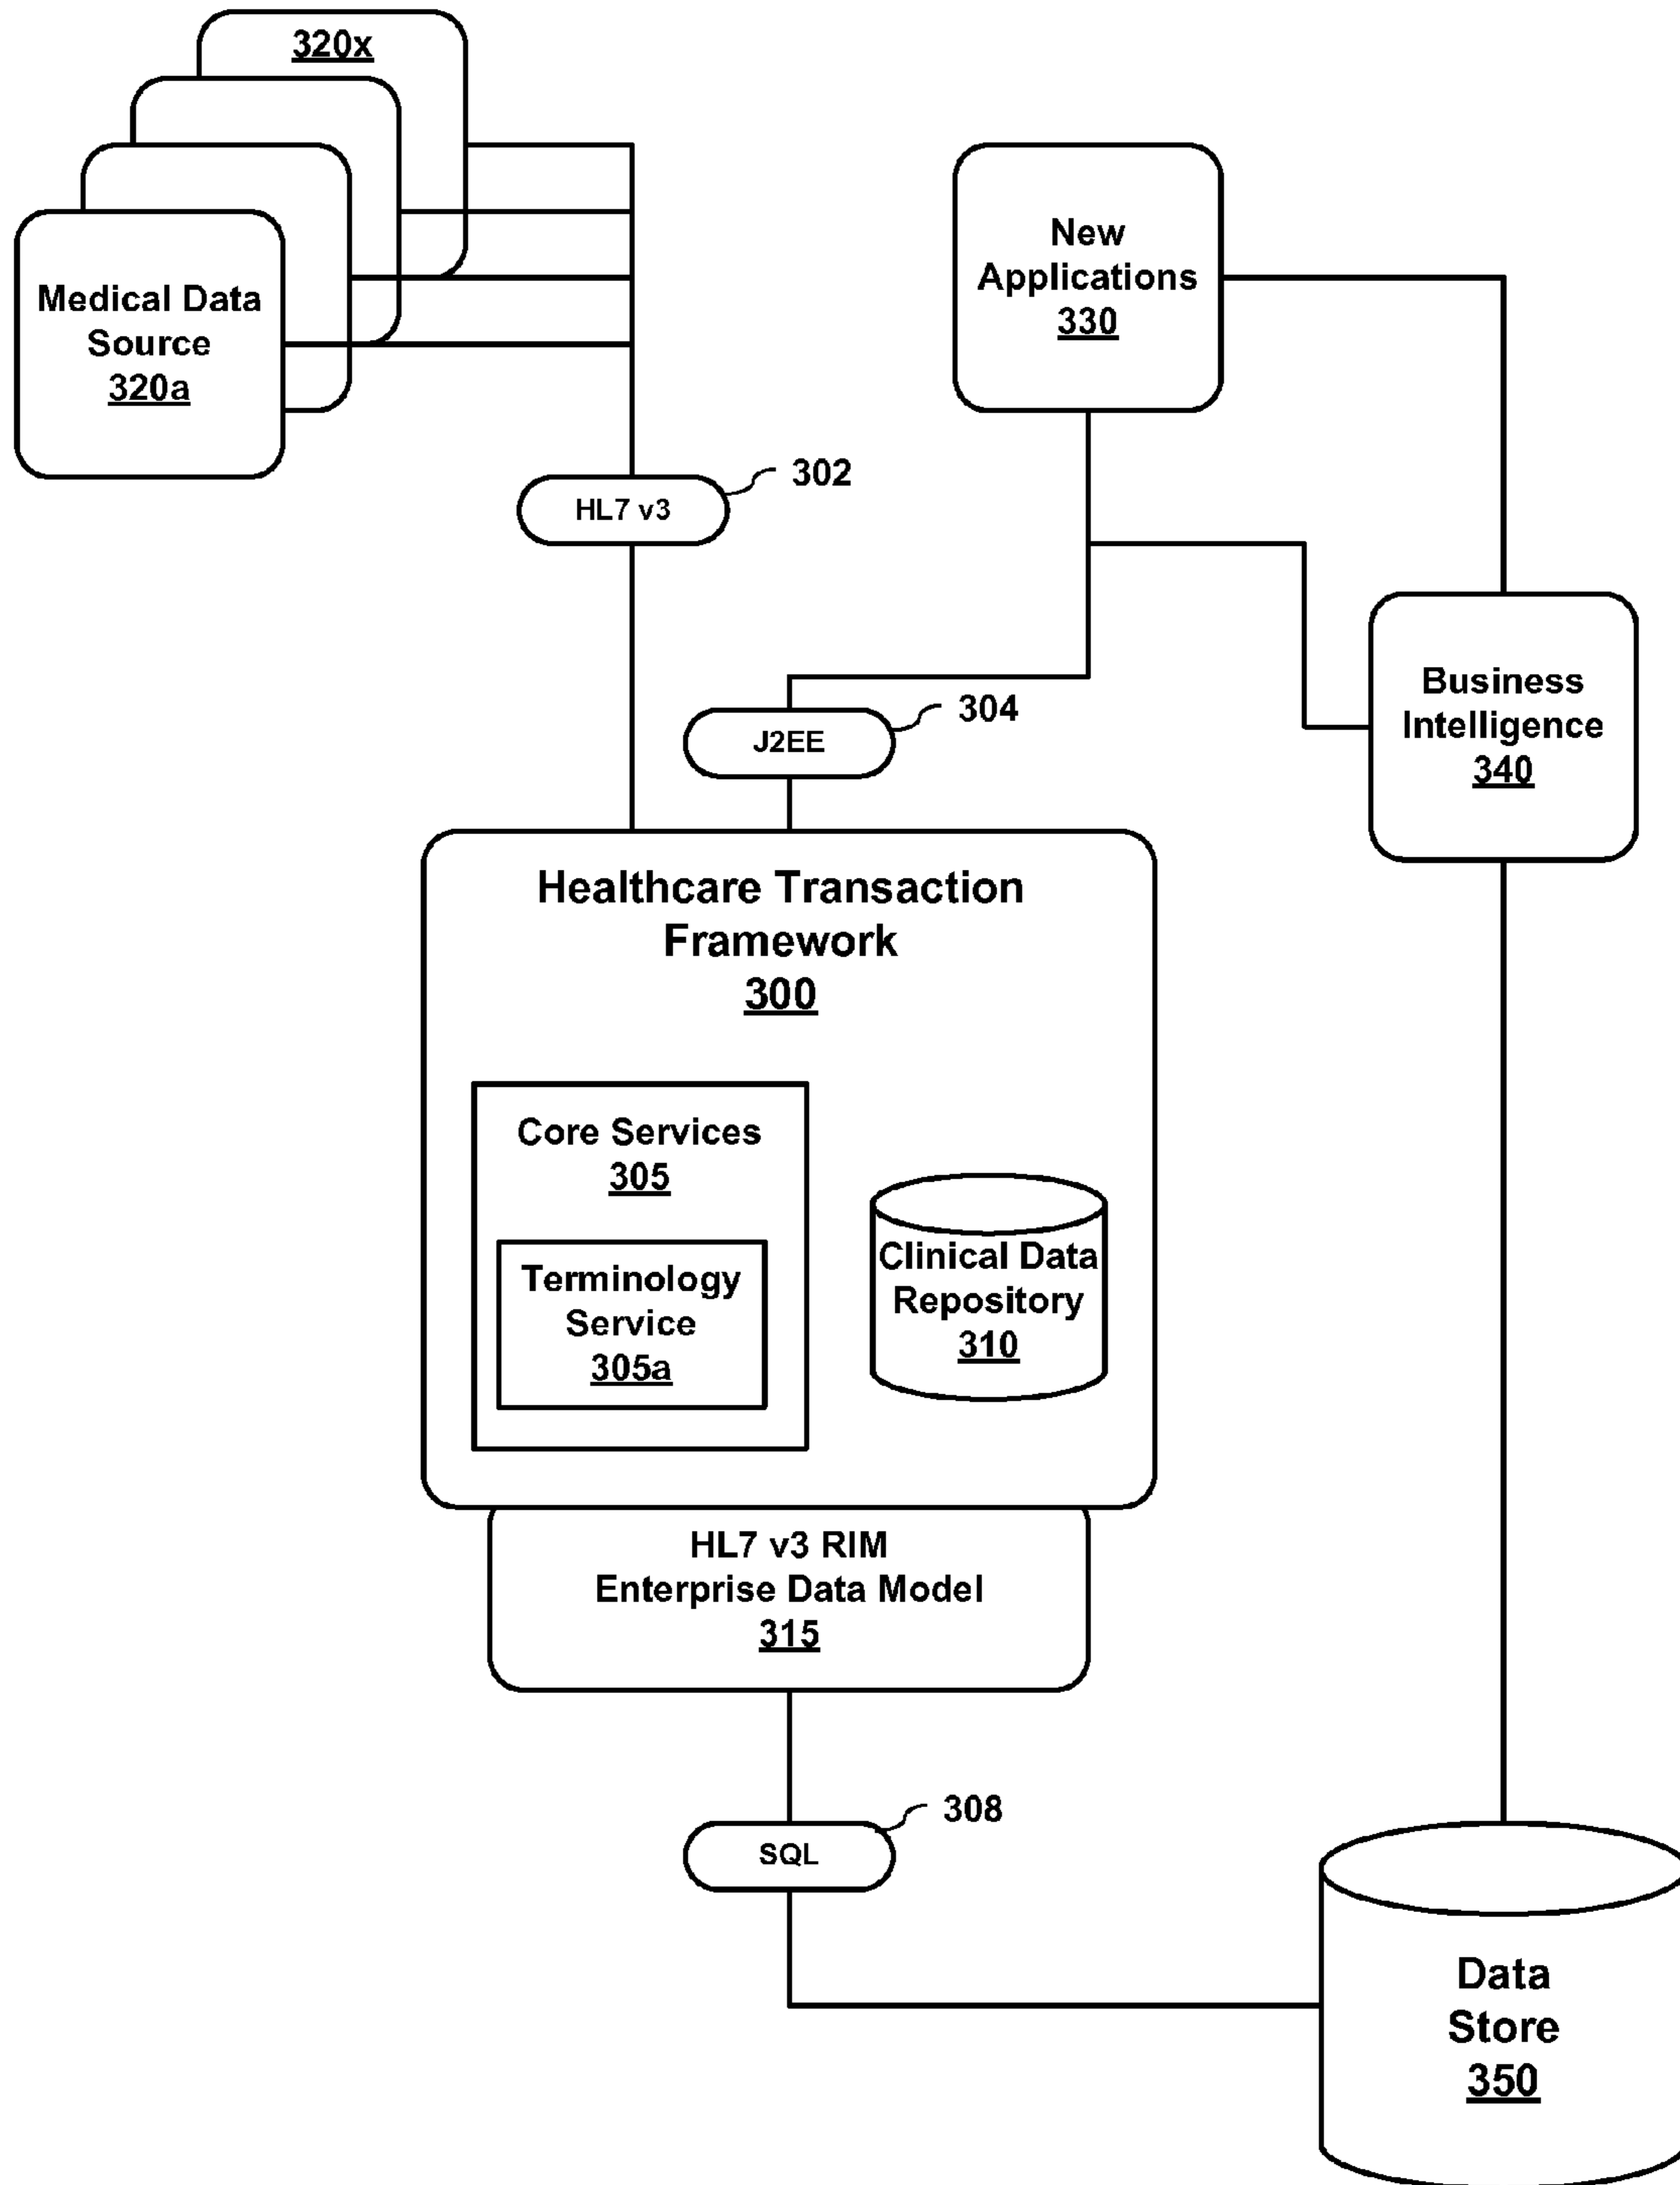 320x
Medical Data
Source
320a
New
Applications
330
302
HL7 v3
Business
Intelligence
340
304
J2EE
Healthcare Transaction
Framework
300
Core Services
305
Terminology
Service
305a
Clinical Data
Repository
310
HL7 v3 RIM
Enterprise Data Model
315
308
SQL
Data
Store
350